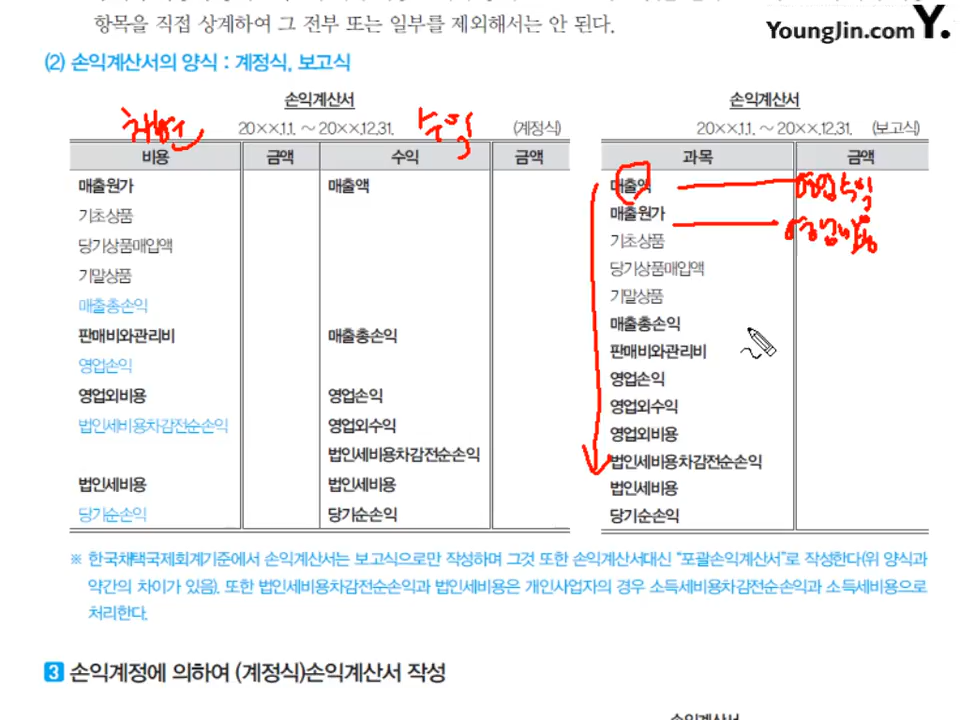 항목을 직접 상계하여 그 전부 또는 일부를 제외해서는 안 된다.
YoungJin.com Y.
(2) 손익계산서의 양식 : 계정식, 보고식
손익계산서
20××.1.1. ~ 20××.12.31. (계정식)
수익
비용 금액 수익 금액
매출원가 매출액
기초상품
당기상품매입액
기말상품
매출총손익
판매비와관리비 매출총손익
영업손익
영업외비용 영업손익
법인세비용차감전순손익 영업외수익
법인세비용차감전순손익
법인세비용 법인세비용
당기순손익 당기순손익
손익계산서
20××.1.1. ~ 20××.12.31. (보고식)
과목 금액
매출액 영업수익
매출원가 영업비용
기초상품
당기상품매입액
기말상품
매출총손익
판매비와관리비
영업손익
영업외수익
영업외비용
법인세비용차감전순손익
법인세비용
당기순손익
※ 한국채택국제회계기준에서 손익계산서는 보고식으로만 작성하며 그것 또한 손익계산서대신 “포괄손익계산서”로 작성한다(위 양식과
약간의 차이가 있음). 또한 법인세비용차감전순손익과 법인세비용은 개인사업자의 경우 소득세비용차감전순손익과 소득세비용으로
처리한다.
3 손익계정에 의하여 (계정식)손익계산서 작성